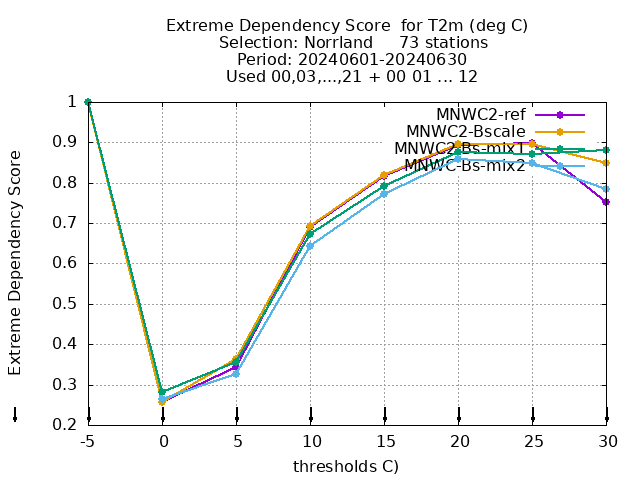 Extreme Dependency Score  for T2m (deg C)
Selection: Norrland     73 stations
Period: 20240601-20240630
Used 00,03,...,21 + 00 01 ... 12
Extreme Dependency Score
1
0.9
0.8
0.7
0.6
0.5
0.4
0.3
0.2
-5
0
5
10
15
20
25
30
thresholds C)
MNWC2-ref
MNWC2-Bscale
MNWC2-Bs-mix1
MNWC-Bs-mix2